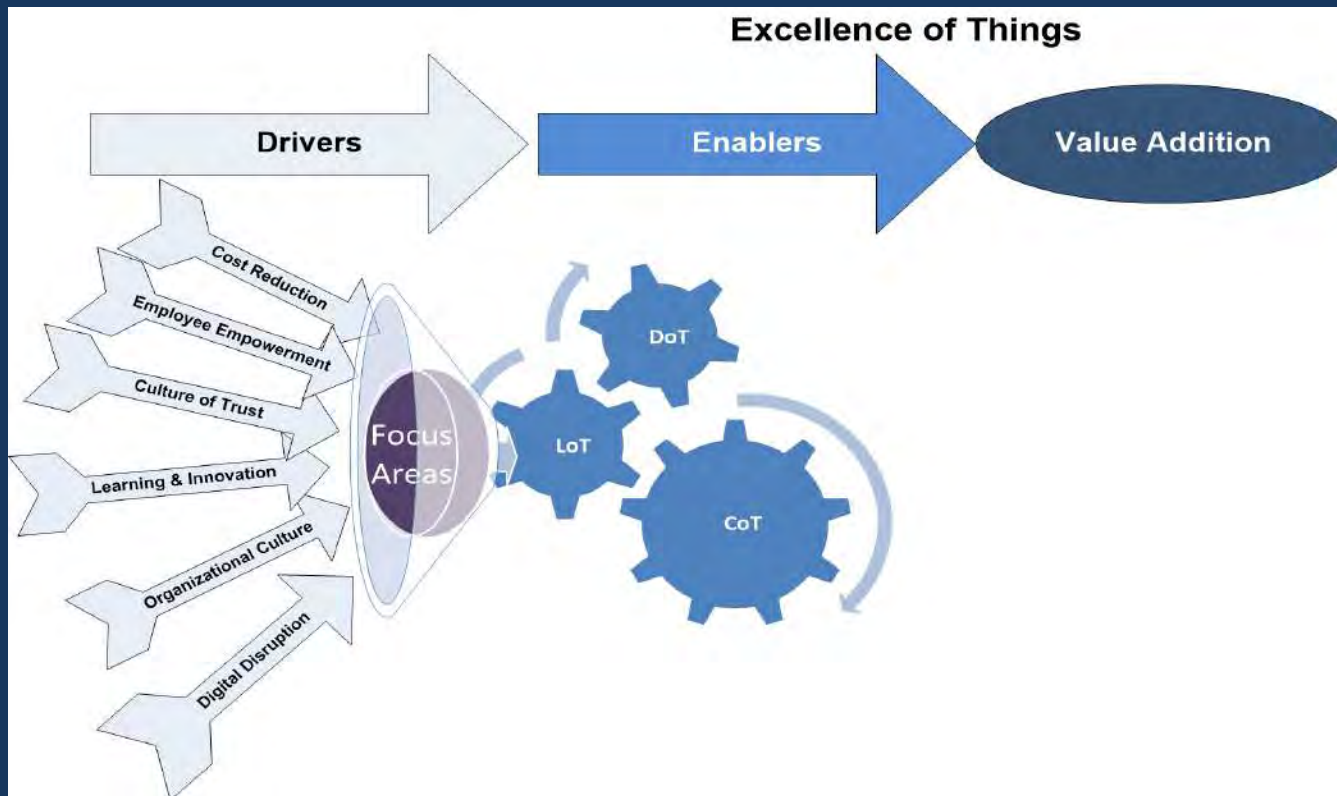 Excellence of Things
Drivers
Enablers
Value Addition
Cost Reduction
Employee Empowerment
Culture of Trust
Learning & Innovation
Organizational Culture
Digital Disruption
Focus
Areas
DoT
LoT
CoT